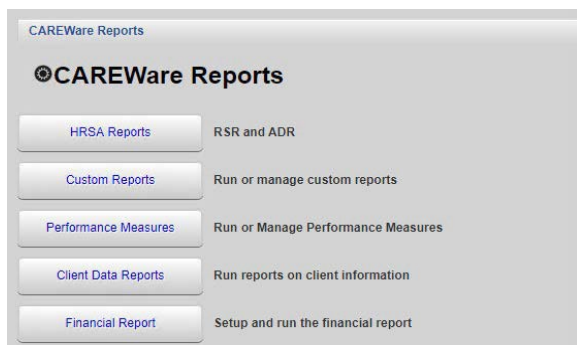 CAREWare Reports
CAREWare Reports
HRSA Reports RSR and ADR
Custom Reports Run or manage custom reports
Performance Measures Run or Manage Performance Measures
Client Data Reports Run reports on client information
Financial Report Setup and run the financial report